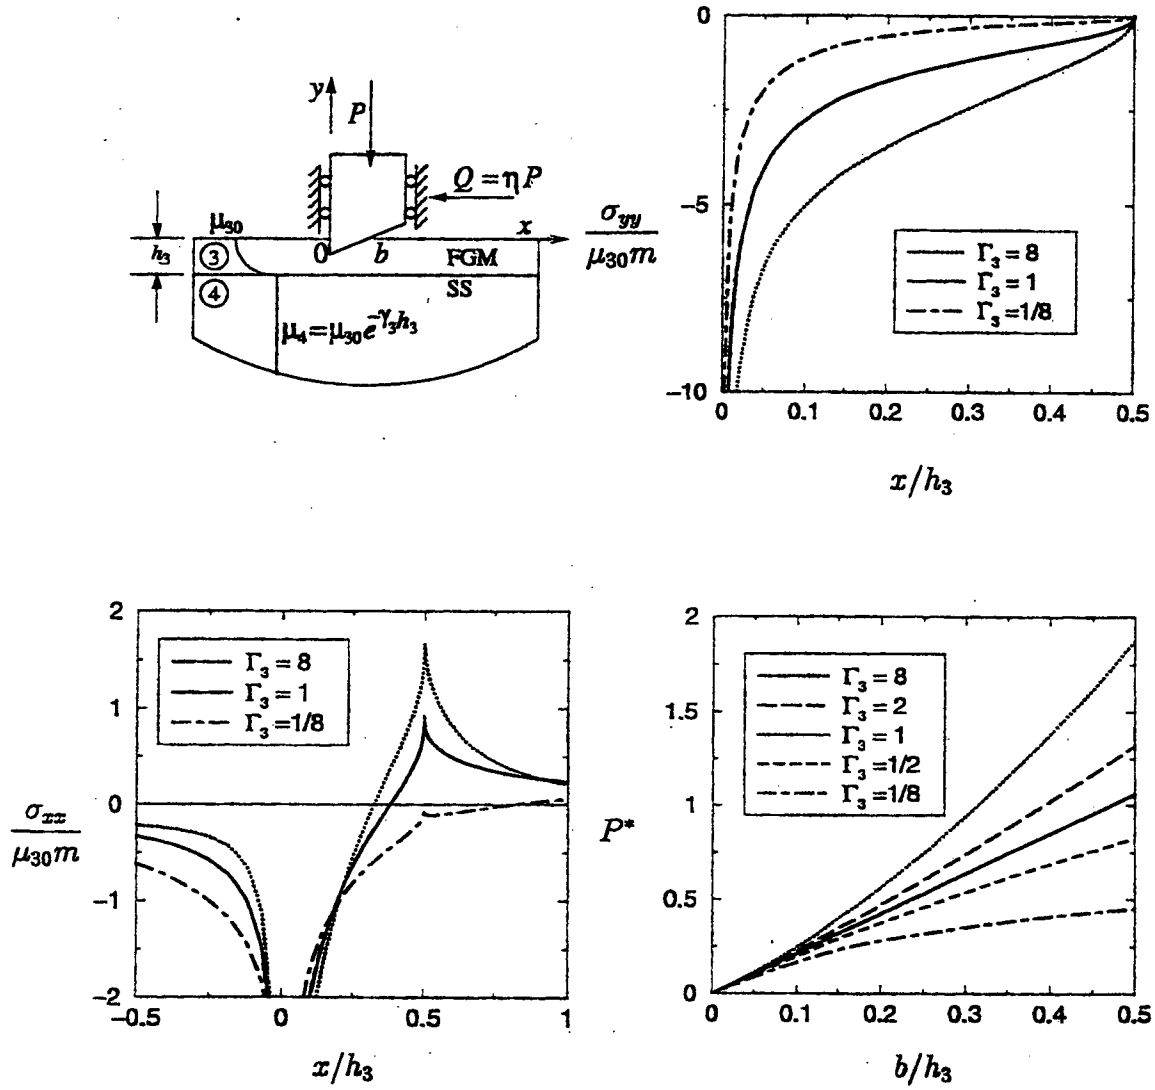 y
P
Q = ηP
μ₃₀
x
h₃
③
0
b
FGM
④
SS
μ₄=μ₃₀e^{-γ₃h₃}
σ_yy
μ₃₀m
0
-5
-10
Γ₃ = 8
Γ₃ = 1
Γ₃ =1/8
0
0.1
0.2
0.3
0.4
0.5
x/h₃
σ_xx
μ₃₀m
2
1
0
-1
-2
Γ₃ = 8
Γ₃ = 1
Γ₃ =1/8
-0.5
0
0.5
1
x/h₃
P*
2
1.5
1
0.5
0
Γ₃ = 8
Γ₃ = 2
Γ₃ = 1
Γ₃ =1/2
Γ₃ =1/8
0
0.1
0.2
0.3
0.4
0.5
b/h₃